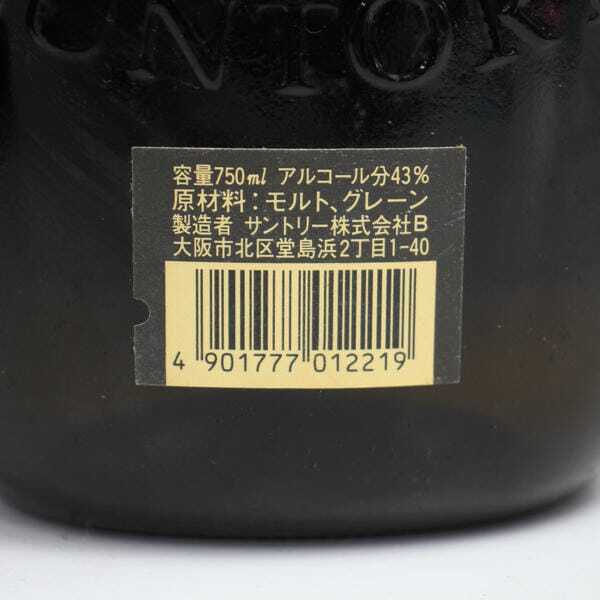 SUNTORY
容量750ml アルコール分43%
原材料:モルト、グレーン
製造者 サントリー株式会社B
大阪市北区堂島浜2丁目1-40
4 901777 012219